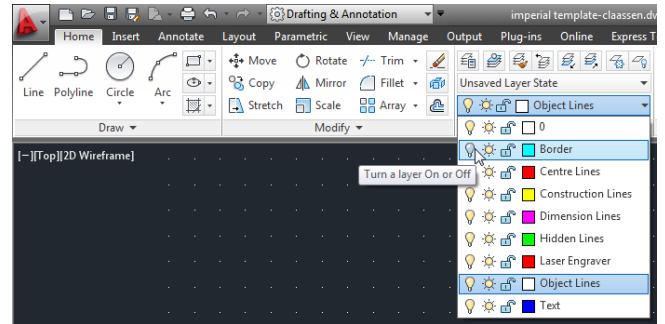 Drafting & Annotation
imperial template-claassen.dw
Home Insert Annotate Layout Parametric View Manage Output Plug-ins Online Express T
Line Polyline Circle Arc
Move Rotate Trim
Copy Mirror Fillet
Stretch Scale Array
Unsaved Layer State
Object Lines
Draw Modify
0
[-][Top][2D Wireframe]
Border
Turn a layer On or Off
Centre Lines
Construction Lines
Dimension Lines
Hidden Lines
Laser Engraver
Object Lines
Text